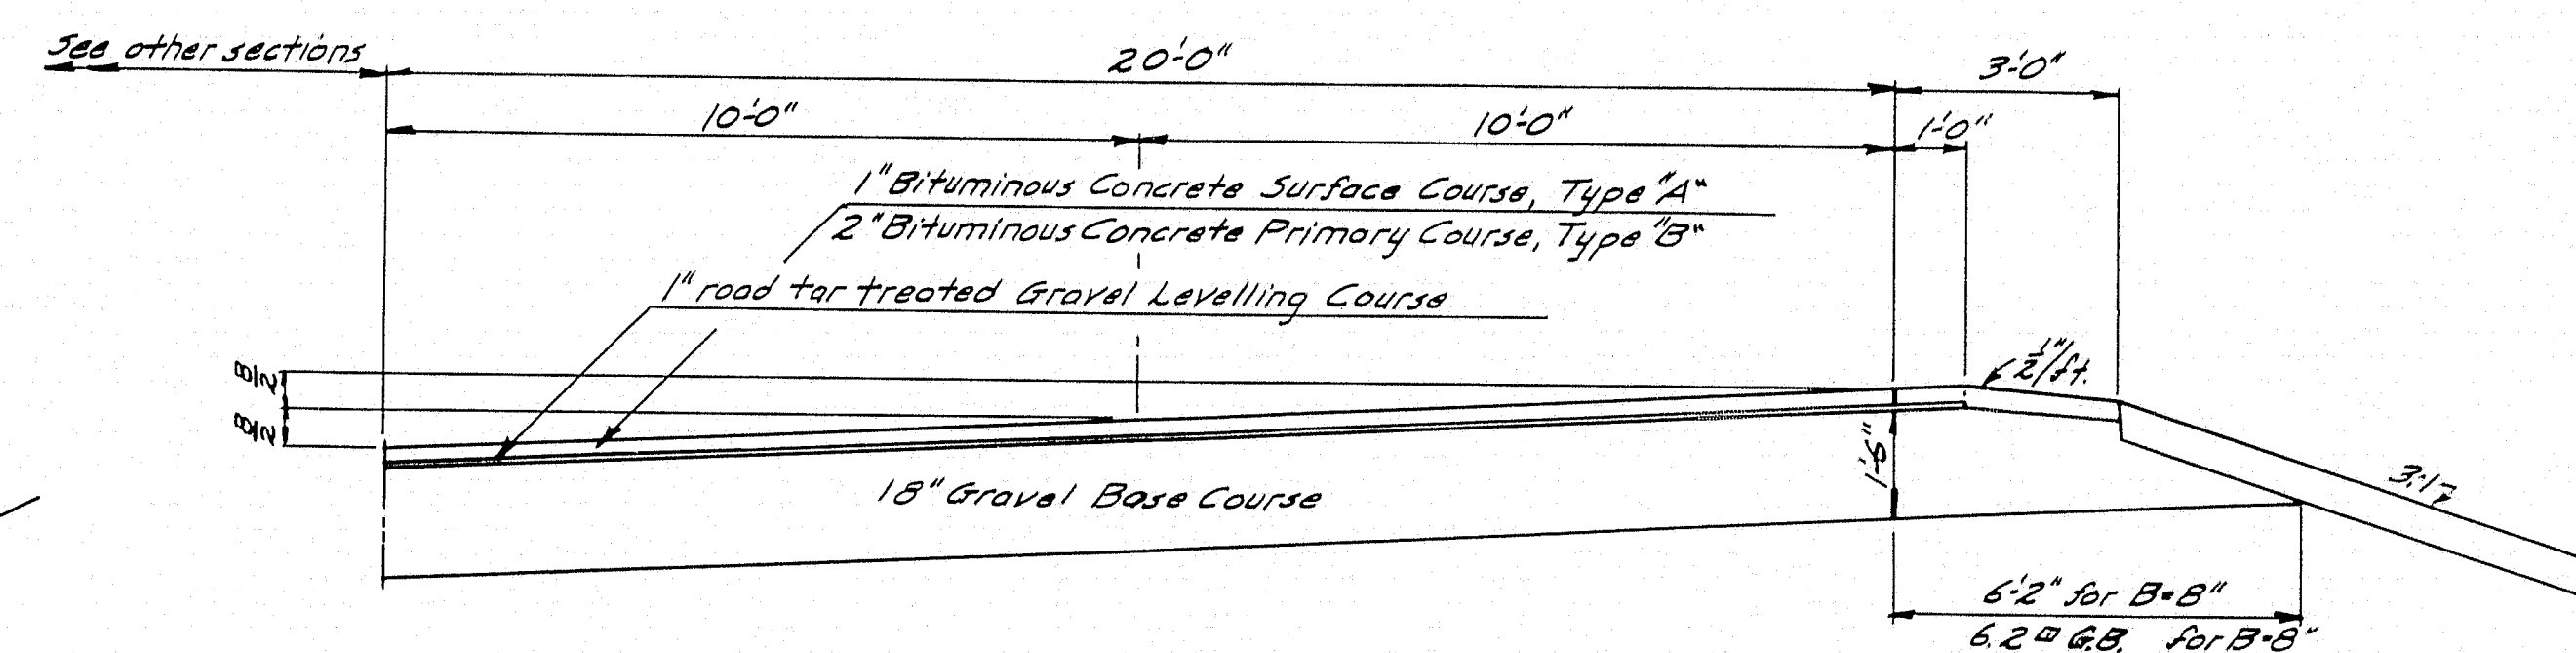 See other sections
20'-0"
3'-0"
10'-0"
10'-0"
1'-0"
1" Bituminous Concrete Surface Course, Type "A"
2" Bituminous Concrete Primary Course, Type "B"
1" road tar treated Gravel Levelling Course
B/2
B/2
1/2"/ft.
1'-6"
18" Gravel Base Course
3:1
6'-2" for B=8"
6.2 G.B. for B=8"